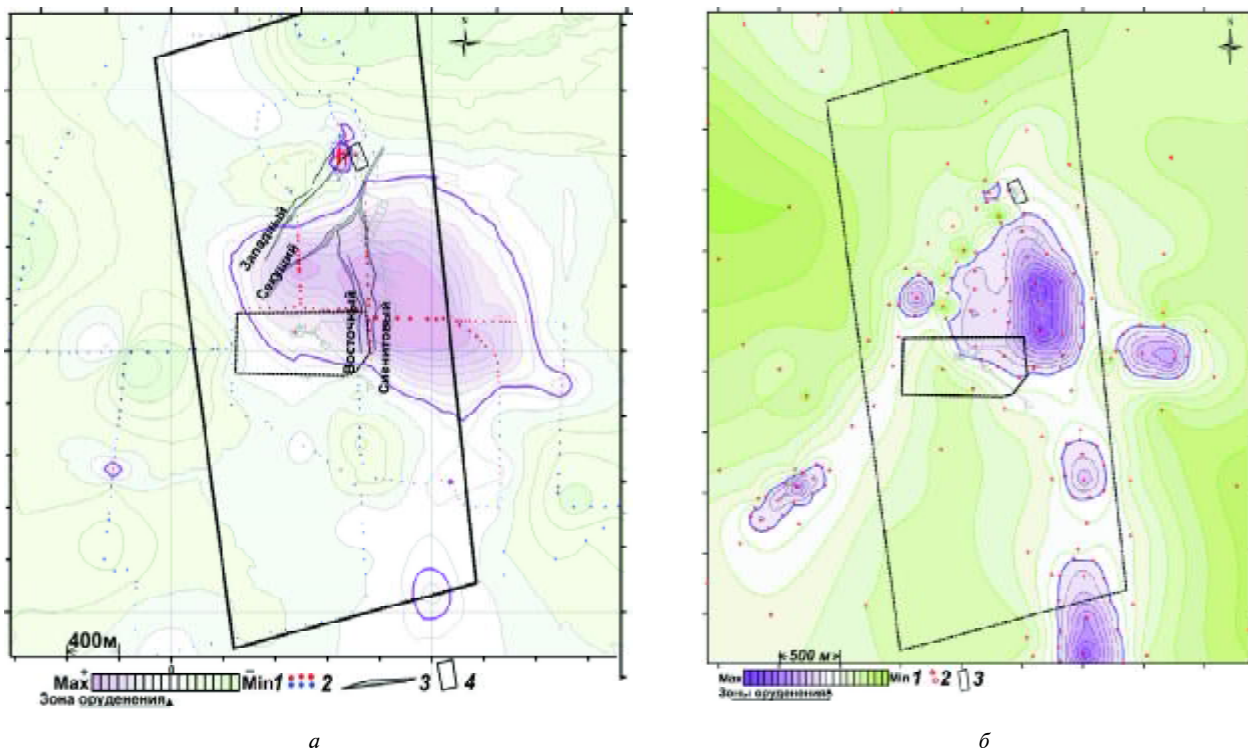 N
N
Западный
Секущий
Восточный
Сиенитовый
400м
0
Max
Min 1
2
3
4
Зона оруденения
500 м
Max
Min 1
2
3
Зоны оруденения
а
б